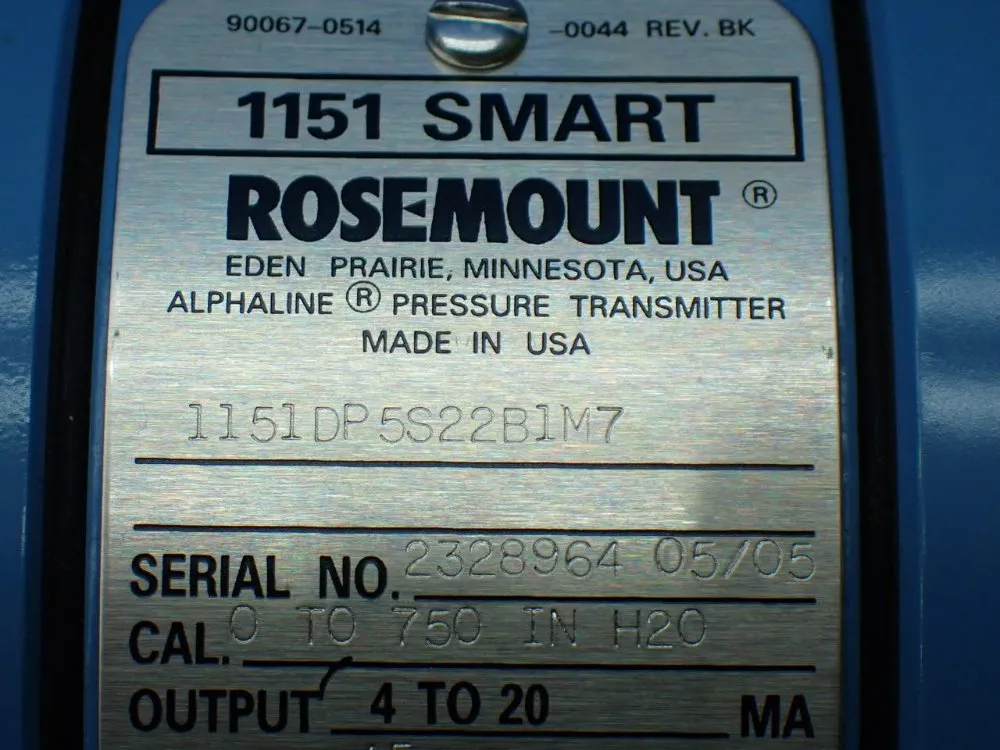 90067-0514 -0044 REV. BK
1151 SMART
ROSEMOUNT ®
EDEN PRAIRIE, MINNESOTA, USA
ALPHALINE ® PRESSURE TRANSMITTER
MADE IN USA
1151DP5S22B1M7
SERIAL NO. 2328964 05/05
CAL. 0 TO 750 IN H2O
OUTPUT 4 TO 20 MA